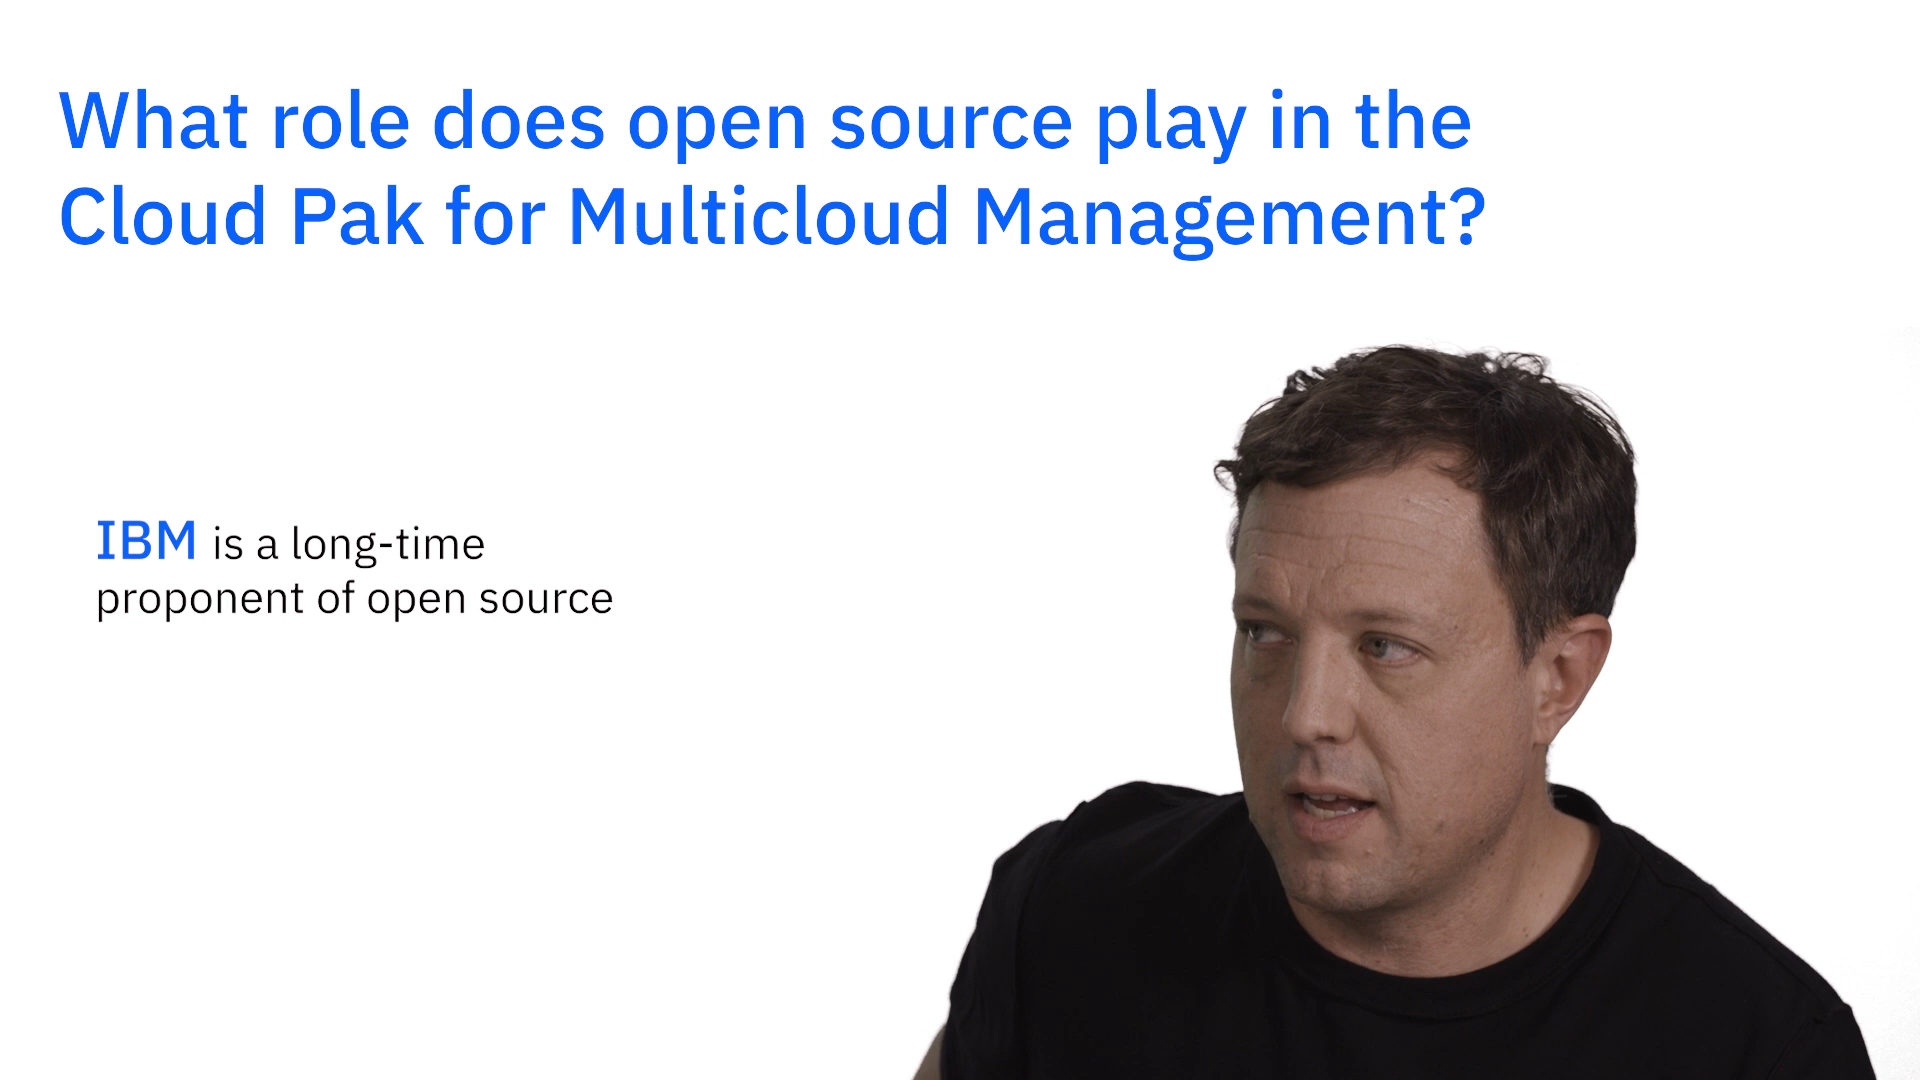 What role does open source play in the
Cloud Pak for Multicloud Management?
IBM is a long-time
proponent of open source